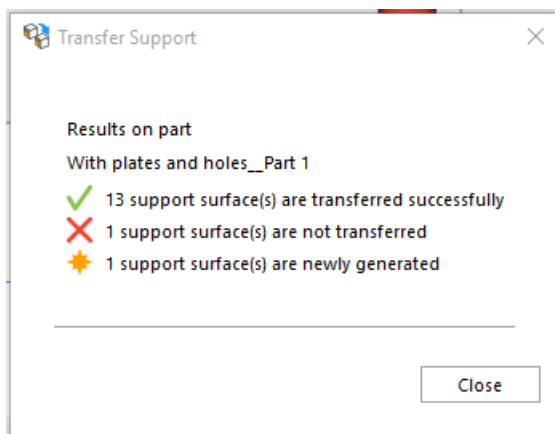 Transfer Support
Results on part
With plates and holes__Part 1
13 support surface(s) are transferred successfully
1 support surface(s) are not transferred
1 support surface(s) are newly generated
Close